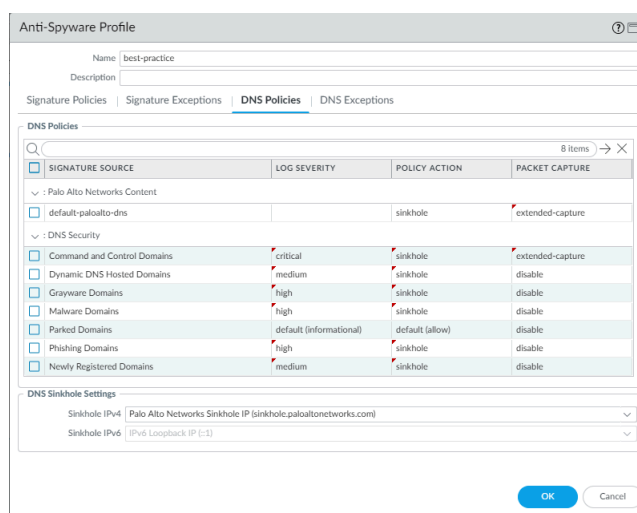 Anti-Spyware Profile
Name best-practice
Description
Signature Policies | Signature Exceptions | DNS Policies | DNS Exceptions
DNS Policies
8 items
SIGNATURE SOURCE LOG SEVERITY POLICY ACTION PACKET CAPTURE
: Palo Alto Networks Content
default-paloalto-dns sinkhole extended-capture
: DNS Security
Command and Control Domains critical sinkhole extended-capture
Dynamic DNS Hosted Domains medium sinkhole disable
Grayware Domains high sinkhole disable
Malware Domains high sinkhole disable
Parked Domains default (informational) default (allow) disable
Phishing Domains high sinkhole disable
Newly Registered Domains medium sinkhole disable
DNS Sinkhole Settings
Sinkhole IPv4 Palo Alto Networks Sinkhole IP (sinkhole.paloaltonetworks.com)
Sinkhole IPv6 IPv6 Loopback IP (::1)
OK Cancel